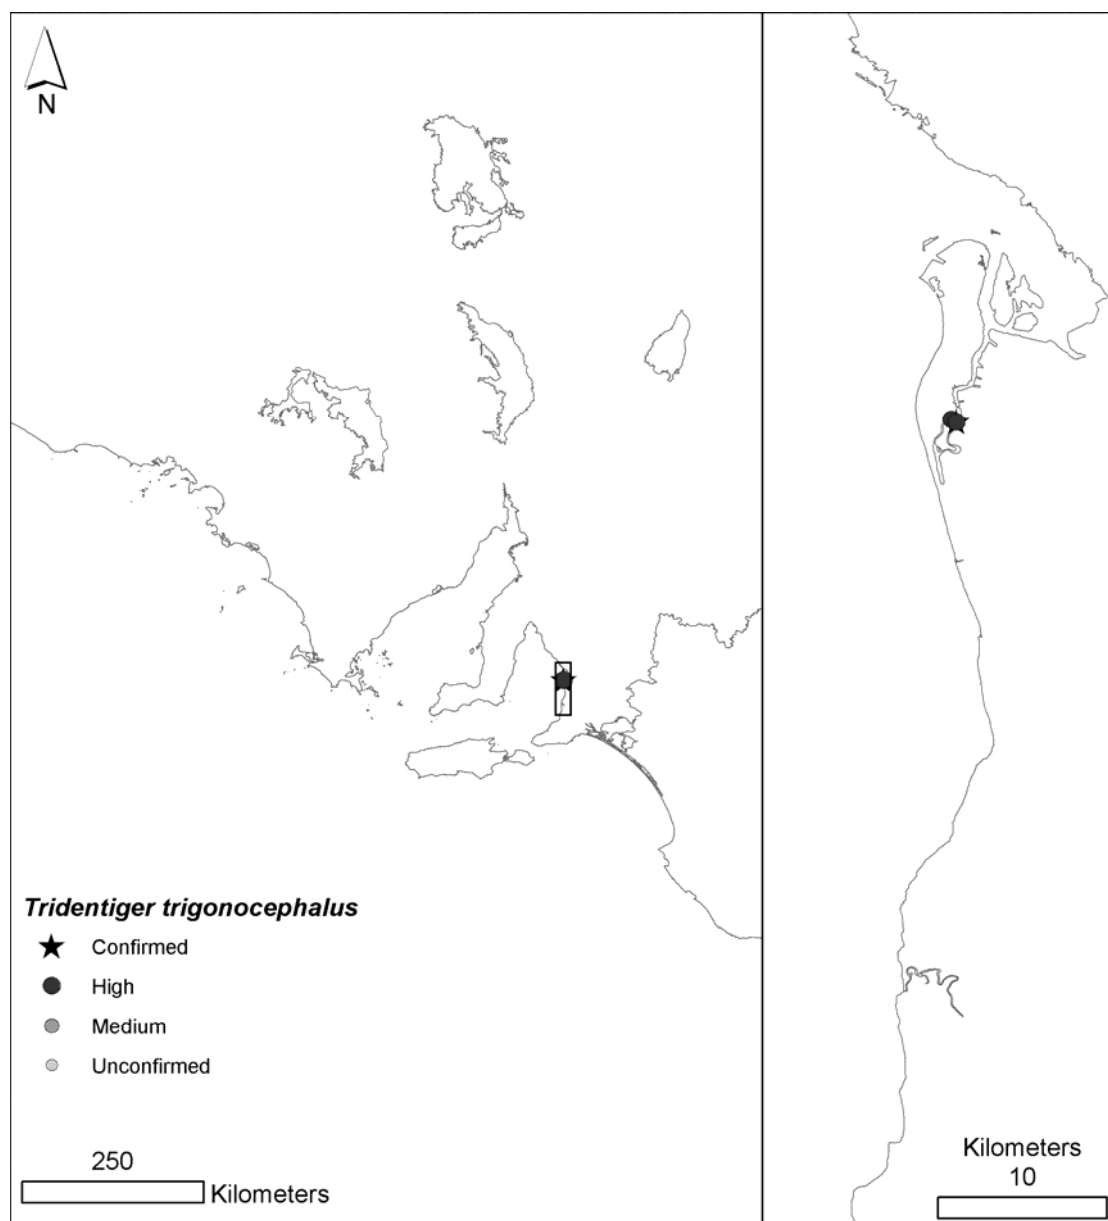 N
Tridentiger trigonocephalus
Confirmed
High
Medium
Unconfirmed
250
Kilometers
Kilometers
10